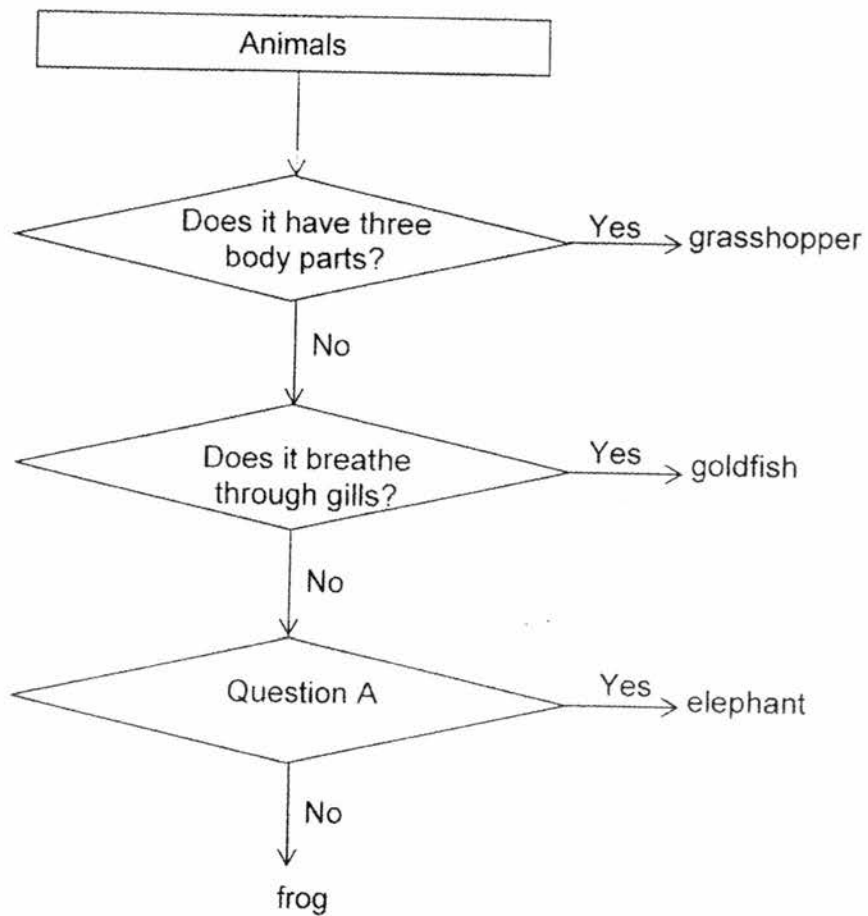 Animals
Does it have three
body parts?
Yes
grasshopper
No
Does it breathe
through gills?
Yes
goldfish
No
Question A
Yes
elephant
No
frog